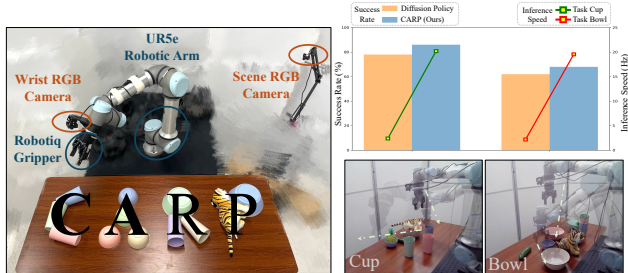 UR5e
Robotic Arm
Wrist RGB
Camera
Scene RGB
Camera
Robotiq
Gripper
CARP
Success
Rate
Diffusion Policy
CARP (Ours)
Inference
Speed
Task Cup
Task Bowl
Success Rate (%)
100
80
60
40
20
0
Inference Speed (Hz)
25
20
15
10
5
0
Cup
Bowl